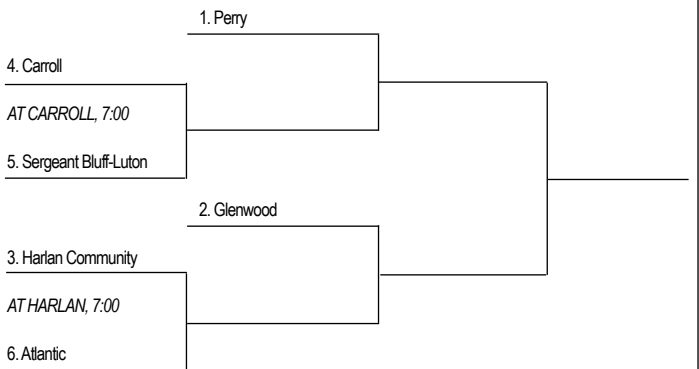 1. Perry
4. Carroll
AT CARROLL, 7:00
5. Sergeant Bluff-Luton
2. Glenwood
3. Harlan Community
AT HARLAN, 7:00
6. Atlantic